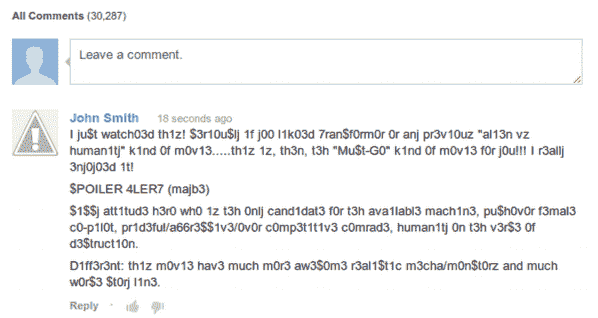 All Comments (30,287)
Leave a comment.
John Smith 18 seconds ago
I ju$t watch03d th1z! $3r10u$lj 1f j00 l1k03d 7ran$f0rm0r 0r anj pr3v10uz "al13n vz
human1tj" k1nd 0f m0v13.....th1z 1z, th3n, t3h "Mu$t-G0" k1nd 0f m0v13 f0r j0u!!! I r3allj
3nj0j03d 1t!
$POILER 4LER7 (majb3)
$1$$j att1tud3 h3r0 wh0 1z t3h 0nlj cand1dat3 f0r t3h ava1labl3 mach1n3, pu$h0v0r f3mal3
c0-p1l0t, pr1d3ful/a66r3$$1v3/0v0r c0mp3t1t1v3 c0mrad3, human1tj 0n t3h v3r$3 0f
d3$truct10n.
D1ff3r3nt: th1z m0v13 hav3 much m0r3 aw3$0m3 r3al1$t1c m3cha/m0n$t0rz and much
w0r$3 $t0rj l1n3.
Reply